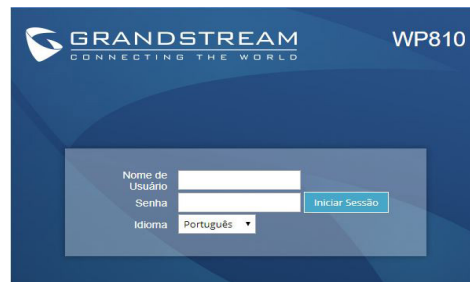 GRANDSTREAM
CONNECTING THE WORLD
WP810
Nome de
Usuário
Senha
Iniciar Sessão
Idioma
Português